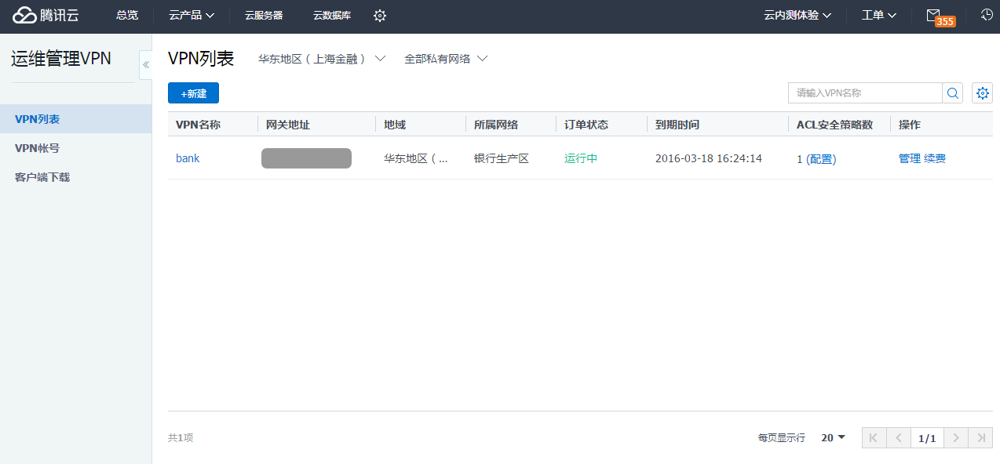 腾讯云 总览 云产品 云服务器 云数据库 云内测体验 工单 355
运维管理VPN
VPN列表 华东地区（上海金融） 全部私有网络
+新建 请输入VPN名称
VPN列表
VPN帐号
客户端下载
VPN名称 网关地址 地域 所属网络 订单状态 到期时间 ACL安全策略数 操作
bank 华东地区（... 银行生产区 运行中 2016-03-18 16:24:14 1 (配置) 管理 续费
共1项 每页显示行 20 1/1